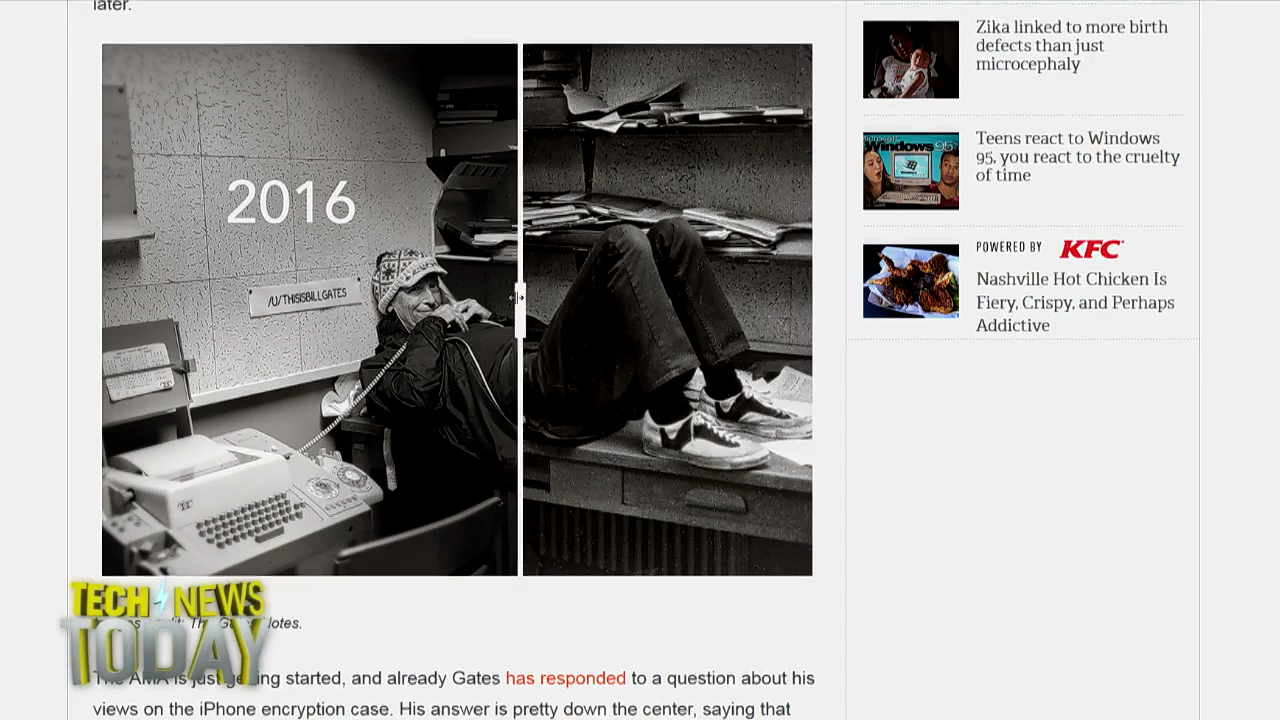 later.
2016
/U/THISISBILLGATES
Zika linked to more birth
defects than just
microcephaly
Windows 95
Teens react to Windows
95, you react to the cruelty
of time
POWERED BY KFC
Nashville Hot Chicken Is
Fiery, Crispy, and Perhaps
Addictive
TECH NEWS
TODAY
The AMA is just getting started, and already Gates has responded to a question about his
views on the iPhone encryption case. His answer is pretty down the center, saying that